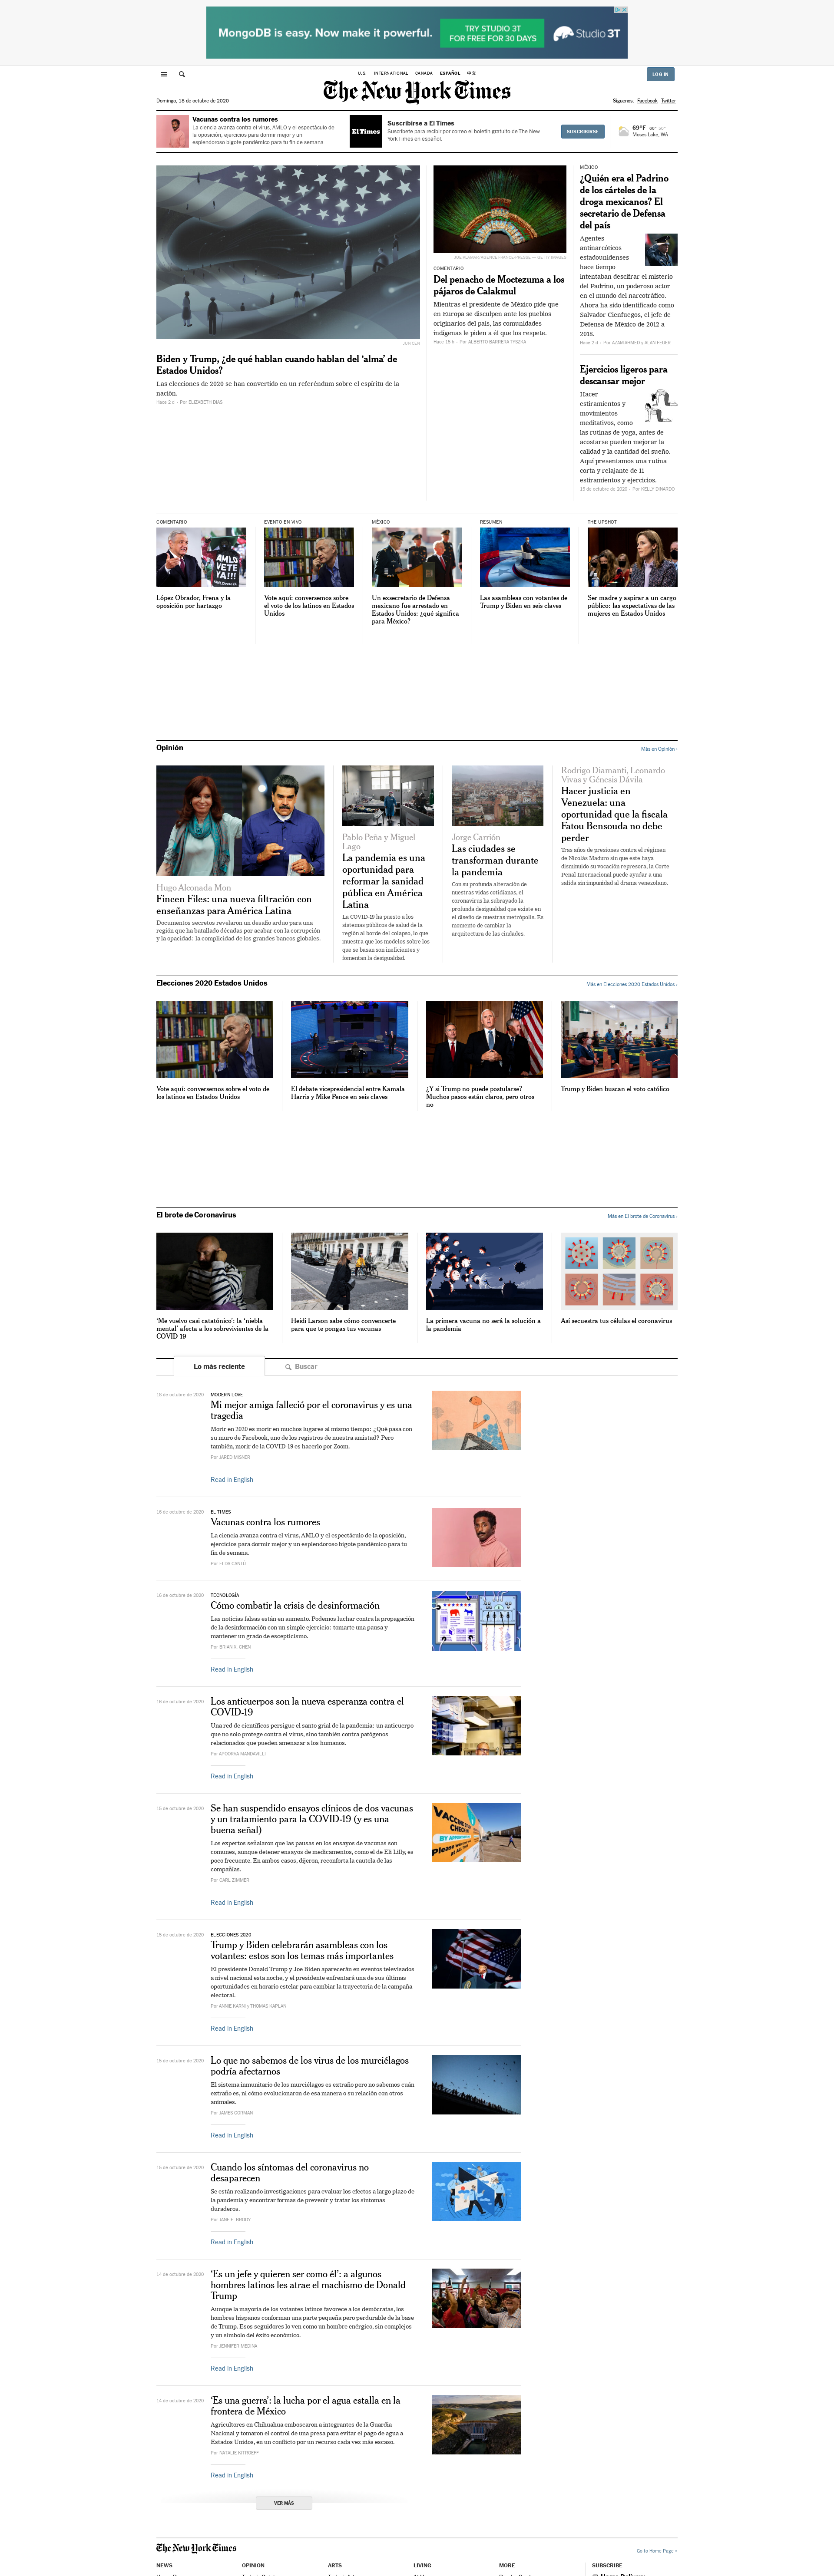 MongoDB is easy. Now make it powerful.
TRY STUDIO 3T
FOR FREE FOR 30 DAYS
Studio 3T
U.S.
INTERNATIONAL
CANADA
ESPAÑOL
中文
LOG IN
The New York Times
Domingo, 18 de octubre de 2020
Síguenos:
Facebook
Twitter
Vacunas contra los rumores
La ciencia avanza contra el virus, AMLO y el espectáculo de
la oposición, ejercicios para dormir mejor y un
esplendoroso bigote pandémico para tu fin de semana.
El Times
Suscribirse a El Times
Suscríbete para recibir por correo el boletín gratuito de The New
York Times en español.
SUSCRIBIRSE
69°F
Moses Lake, WA
Biden y Trump, ¿de qué hablan cuando hablan del ‘alma’ de
Estados Unidos?
Las elecciones de 2020 se han convertido en un referéndum sobre el espíritu de la
nación.
Hace 2 d - Por ELIZABETH DIAS
COMENTARIO
Del penacho de Moctezuma a los
pájaros de Calakmul
Mientras el presidente de México pide que
en Europa se disculpen ante los pueblos
originarios del país, las comunidades
indígenas le piden a él que los respete.
Hace 15 h - Por ALBERTO BARRERA TYSZKA
MÉXICO
¿Quién era el Padrino
de los cárteles de la
droga mexicanos? El
secretario de Defensa
del país
Agentes
antinarcóticos
estadounidenses
hace tiempo
intentaban descifrar el misterio
del Padrino, un poderoso actor
en el mundo del narcotráfico.
Ahora ha sido identificado como
Salvador Cienfuegos, el jefe de
Defensa de México de 2012 a
2018.
Hace 2 d - Por AZAM AHMED y ALAN FEUER
Ejercicios ligeros para
descansar mejor
Hacer
estiramientos y
movimientos
meditativos, como
las rutinas de yoga, antes de
acostarse pueden mejorar la
calidad y la cantidad del sueño.
Aquí presentamos una rutina
corta y relajante de 11
estiramientos y ejercicios.
15 de octubre de 2020 - Por KELLY DINARDO
COMENTARIO
AMLO
VETE
YA!!!
López Obrador, Frena y la
oposición por hartazgo
EVENTO EN VIVO
Vote aquí: conversemos sobre
el voto de los latinos en Estados
Unidos
MÉXICO
Un exsecretario de Defensa
mexicano fue arrestado en
Estados Unidos: ¿qué significa
para México?
RESUMEN
Las asambleas con votantes de
Trump y Biden en seis claves
THE UPSHOT
Ser madre y aspirar a un cargo
público: las expectativas de las
mujeres en Estados Unidos
Opinión
Más en Opinión ›
Hugo Alconada Mon
Fincen Files: una nueva filtración con
enseñanzas para América Latina
Documentos secretos revelaron un desafío arduo para una
región que ha batallado décadas por acabar con la corrupción
y la opacidad: la complicidad de los grandes bancos globales.
Pablo Peña y Miguel
Lago
La pandemia es una
oportunidad para
reformar la sanidad
pública en América
Latina
La COVID-19 ha puesto a los
sistemas públicos de salud de la
región al borde del colapso, lo que
muestra que los modelos sobre los
que se basan son ineficientes y
fomentan la desigualdad.
Jorge Carrión
Las ciudades se
transforman durante
la pandemia
Con su profunda alteración de
nuestras vidas cotidianas, el
coronavirus ha subrayado la
profunda desigualdad que existe en
el diseño de nuestras metrópolis. Es
momento de cambiar la
arquitectura de las ciudades.
Rodrigo Diamanti, Leonardo
Vivas y Génesis Dávila
Hacer justicia en
Venezuela: una
oportunidad que la fiscala
Fatou Bensouda no debe
perder
Tras años de presiones contra el régimen
de Nicolás Maduro sin que este haya
disminuido su vocación represora, la Corte
Penal Internacional puede ayudar a una
salida sin impunidad al drama venezolano.
Elecciones 2020 Estados Unidos
Más en Elecciones 2020 Estados Unidos ›
Vote aquí: conversemos sobre el voto de
los latinos en Estados Unidos
El debate vicepresidencial entre Kamala
Harris y Mike Pence en seis claves
¿Y si Trump no puede postularse?
Muchos pasos están claros, pero otros
no
Trump y Biden buscan el voto católico
El brote de Coronavirus
Más en El brote de Coronavirus ›
‘Me vuelvo casi catatónico’: la ‘niebla
mental’ afecta a los sobrevivientes de la
COVID-19
Heidi Larson sabe cómo convencerte
para que te pongas tus vacunas
La primera vacuna no será la solución a
la pandemia
Así secuestra tus células el coronavirus
Lo más reciente
Buscar
18 de octubre de 2020
MODERN LOVE
Mi mejor amiga falleció por el coronavirus y es una
tragedia
Morir en 2020 es morir en muchos lugares al mismo tiempo: ¿Qué pasa con
su muro de Facebook, uno de los registros de nuestra amistad? Pero
también, morir de la COVID-19 es hacerlo por Zoom.
Por JARED MISNER
Read in English
16 de octubre de 2020
EL TIMES
Vacunas contra los rumores
La ciencia avanza contra el virus, AMLO y el espectáculo de la oposición,
ejercicios para dormir mejor y un esplendoroso bigote pandémico para tu
fin de semana.
Por ELDA CANTÚ
16 de octubre de 2020
TECNOLOGÍA
Cómo combatir la crisis de desinformación
Las noticias falsas están en aumento. Podemos luchar contra la propagación
de la desinformación con un simple ejercicio: tomarte una pausa y
mantener un grado de escepticismo.
Por BRIAN X. CHEN
Read in English
16 de octubre de 2020
Los anticuerpos son la nueva esperanza contra el
COVID-19
Una red de científicos persigue el santo grial de la pandemia: un anticuerpo
que no solo protege contra el virus, sino también contra patógenos
relacionados que pueden amenazar a los humanos.
Por APOORVA MANDAVILLI
Read in English
15 de octubre de 2020
Se han suspendido ensayos clínicos de dos vacunas
y un tratamiento para la COVID-19 (y es una
buena señal)
Los expertos señalaron que las pausas en los ensayos de vacunas son
comunes, aunque detener ensayos de medicamentos, como el de Eli Lilly, es
poco frecuente. En ambos casos, dijeron, reconforta la cautela de las
compañías.
Por CARL ZIMMER
Read in English
15 de octubre de 2020
ELECCIONES 2020
Trump y Biden celebrarán asambleas con los
votantes: estos son los temas más importantes
El presidente Donald Trump y Joe Biden aparecerán en eventos televisados
a nivel nacional esta noche, y el presidente enfrentará una de sus últimas
oportunidades en horario estelar para cambiar la trayectoria de la campaña
electoral.
Por ANNIE KARNI y THOMAS KAPLAN
Read in English
15 de octubre de 2020
Lo que no sabemos de los virus de los murciélagos
podría afectarnos
El sistema inmunitario de los murciélagos es extraño pero no sabemos cuán
extraño es, ni cómo evolucionaron de esa manera o su relación con otros
animales.
Por JAMES GORMAN
Read in English
15 de octubre de 2020
Cuando los síntomas del coronavirus no
desaparecen
Se están realizando investigaciones para evaluar los efectos a largo plazo de
la pandemia y encontrar formas de prevenir y tratar los síntomas
duraderos.
Por JANE E. BRODY
Read in English
14 de octubre de 2020
‘Es un jefe y quieren ser como él’: a algunos
hombres latinos les atrae el machismo de Donald
Trump
Aunque la mayoría de los votantes latinos favorece a los demócratas, los
hombres hispanos conforman una parte pequeña pero perdurable de la base
de Trump. Esos seguidores lo ven como un hombre enérgico, sin complejos
y un símbolo del éxito económico.
Por JENNIFER MEDINA
Read in English
14 de octubre de 2020
‘Es una guerra’: la lucha por el agua estalla en la
frontera de México
Agricultores en Chihuahua emboscaron a integrantes de la Guardia
Nacional y tomaron el control de una presa para evitar el pago de agua a
Estados Unidos, en un conflicto por un recurso cada vez más escaso.
Por NATALIE KITROEFF
Read in English
VER MÁS
The New York Times
Go to Home Page »
NEWS
OPINION
ARTS
LIVING
MORE
SUBSCRIBE